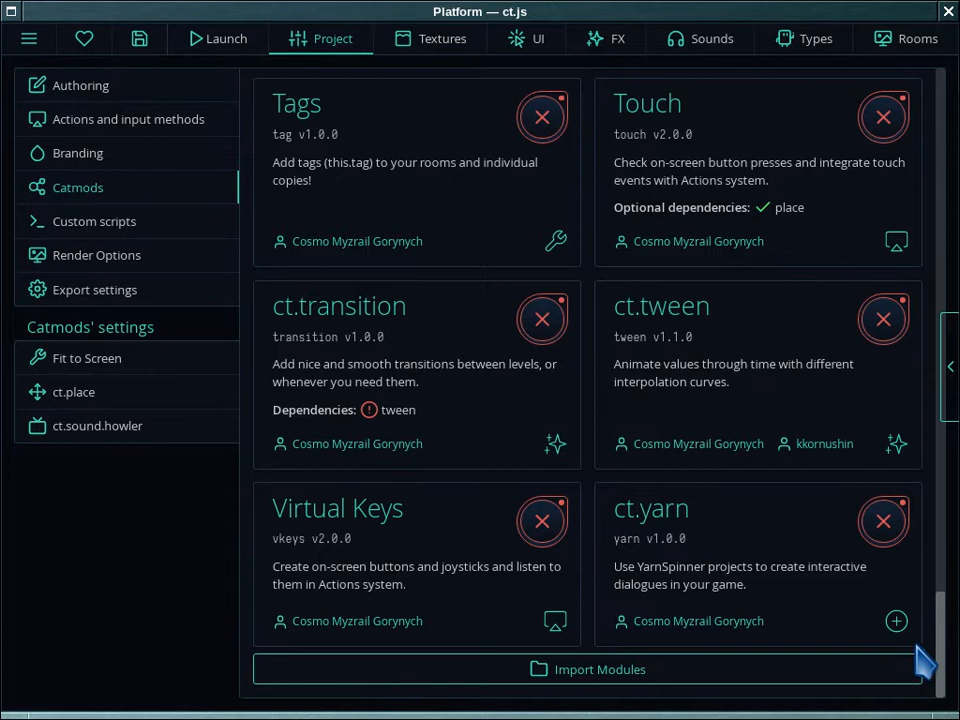 Platform — ct.js
Launch
Project
Textures
UI
FX
Sounds
Types
Rooms
Authoring
Actions and input methods
Branding
Catmods
Custom scripts
Render Options
Export settings
Catmods' settings
Fit to Screen
ct.place
ct.sound.howler
Tags
tag v1.0.0
Add tags (this.tag) to your rooms and individual
copies!
Cosmo Myzrail Gorynych
Touch
touch v2.0.0
Check on-screen button presses and integrate touch
events with Actions system.
Optional dependencies: place
Cosmo Myzrail Gorynych
ct.transition
transition v1.0.0
Add nice and smooth transitions between levels, or
whenever you need them.
Dependencies: tween
Cosmo Myzrail Gorynych
ct.tween
tween v1.1.0
Animate values through time with different
interpolation curves.
Cosmo Myzrail Gorynych kkornushin
Virtual Keys
vkeys v2.0.0
Create on-screen buttons and joysticks and listen to
them in Actions system.
Cosmo Myzrail Gorynych
ct.yarn
yarn v1.0.0
Use YarnSpinner projects to create interactive
dialogues in your game.
Cosmo Myzrail Gorynych
Import Modules